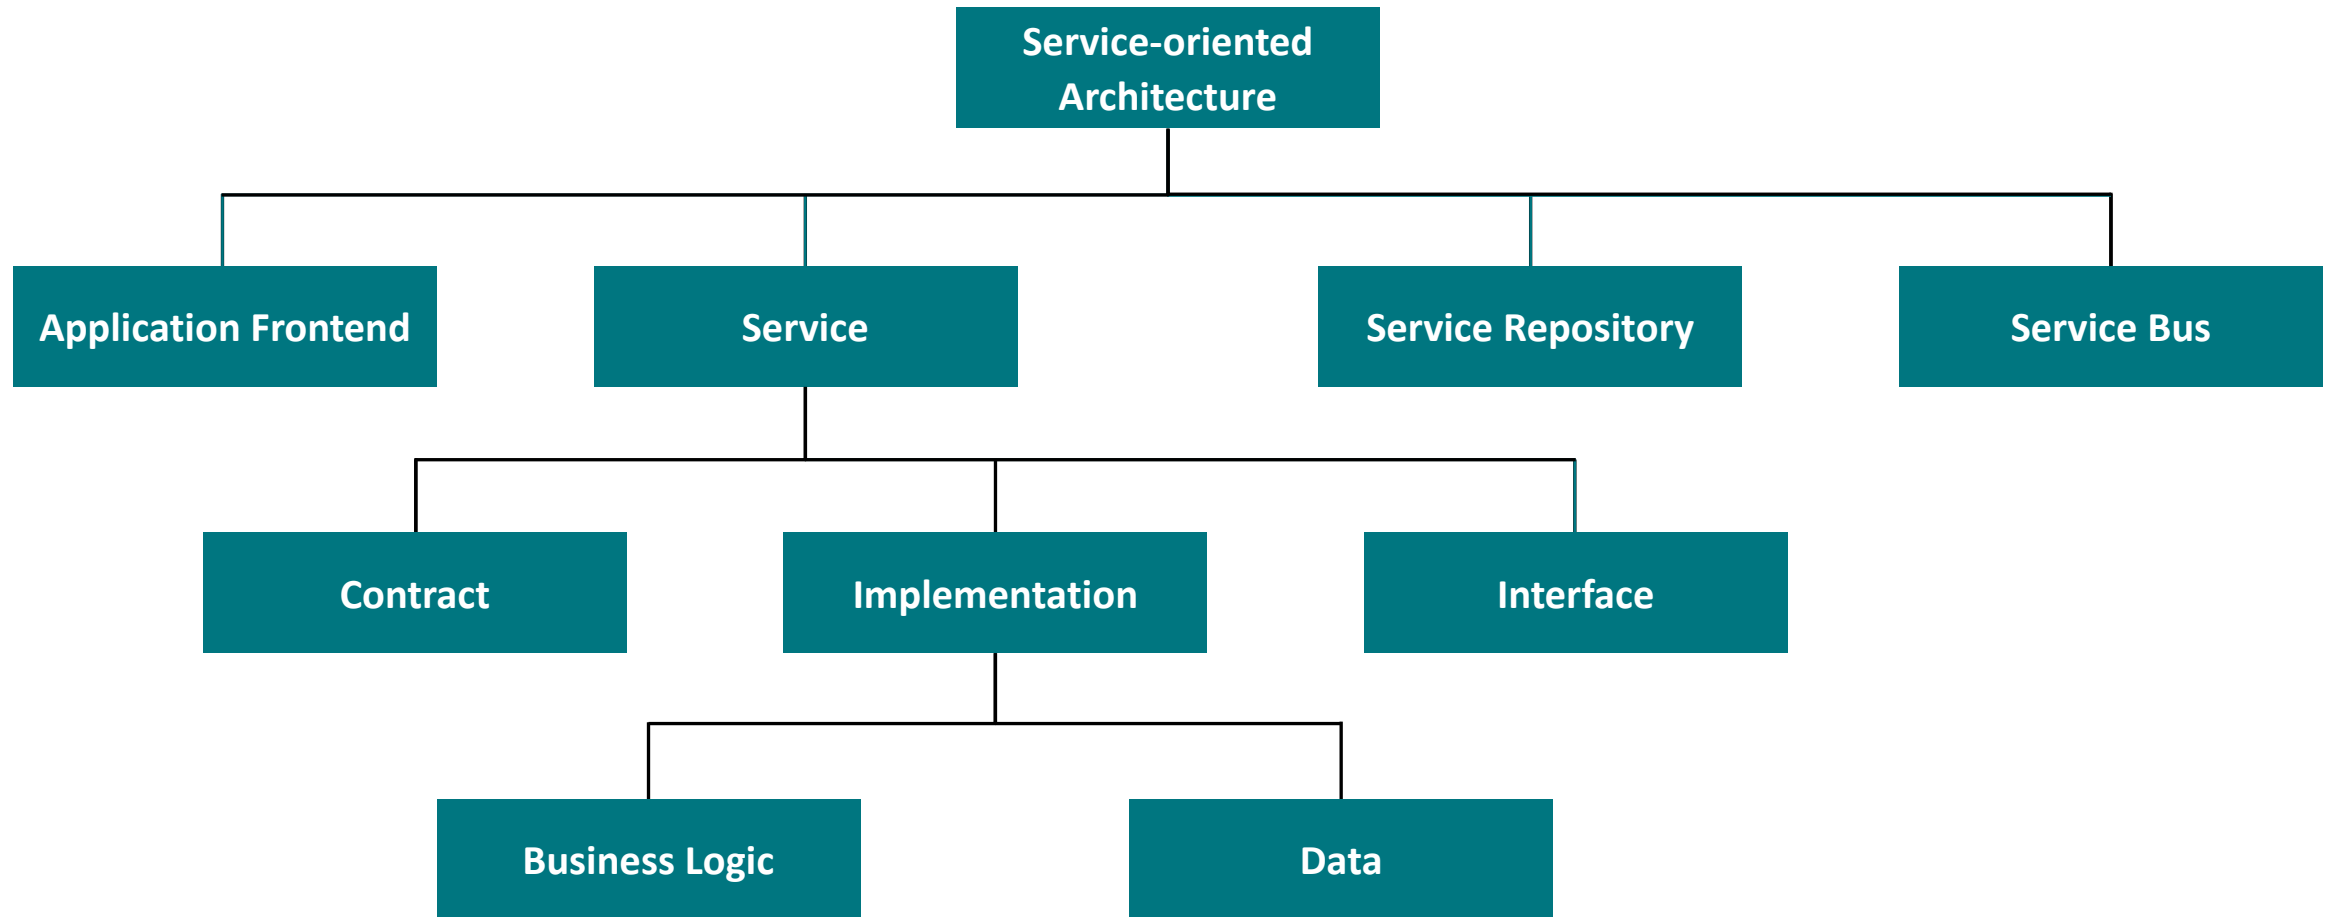 Service-oriented
Architecture
Application Frontend
Service
Service Repository
Service Bus
Contract
Implementation
Interface
Business Logic
Data